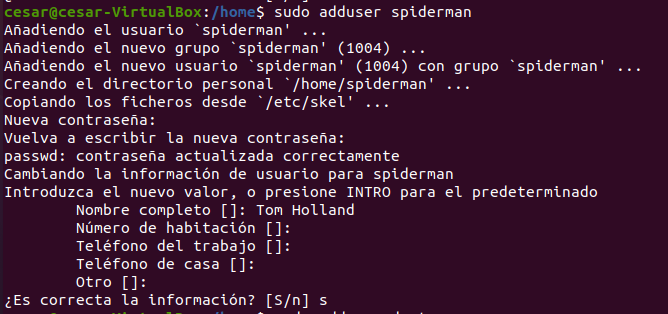 cesar@cesar-VirtualBox:/home$ sudo adduser spiderman
Añadiendo el usuario `spiderman' ...
Añadiendo el nuevo grupo `spiderman' (1004) ...
Añadiendo el nuevo usuario `spiderman' (1004) con grupo `spiderman' ...
Creando el directorio personal `/home/spiderman' ...
Copiando los ficheros desde `/etc/skel' ...
Nueva contraseña:
Vuelva a escribir la nueva contraseña:
passwd: contraseña actualizada correctamente
Cambiando la información de usuario para spiderman
Introduzca el nuevo valor, o presione INTRO para el predeterminado
Nombre completo []: Tom Holland
Número de habitación []:
Teléfono del trabajo []:
Teléfono de casa []:
Otro []:
¿Es correcta la información? [S/n] s